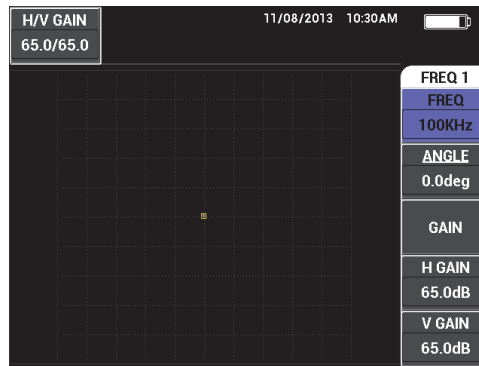 H/V GAIN
65.0/65.0
11/08/2013 10:30AM
FREQ 1
FREQ
100KHz
ANGLE
0.0deg
GAIN
H GAIN
65.0dB
V GAIN
65.0dB